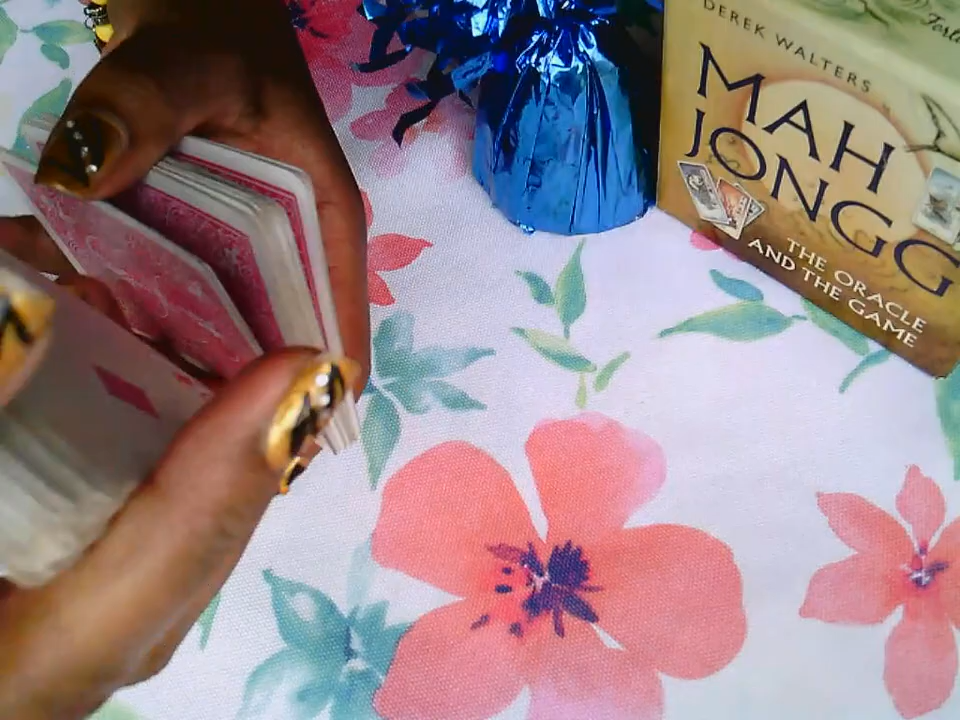 DEREK WALTERS
MAH
JONGG
THE ORACLE
AND THE GAME